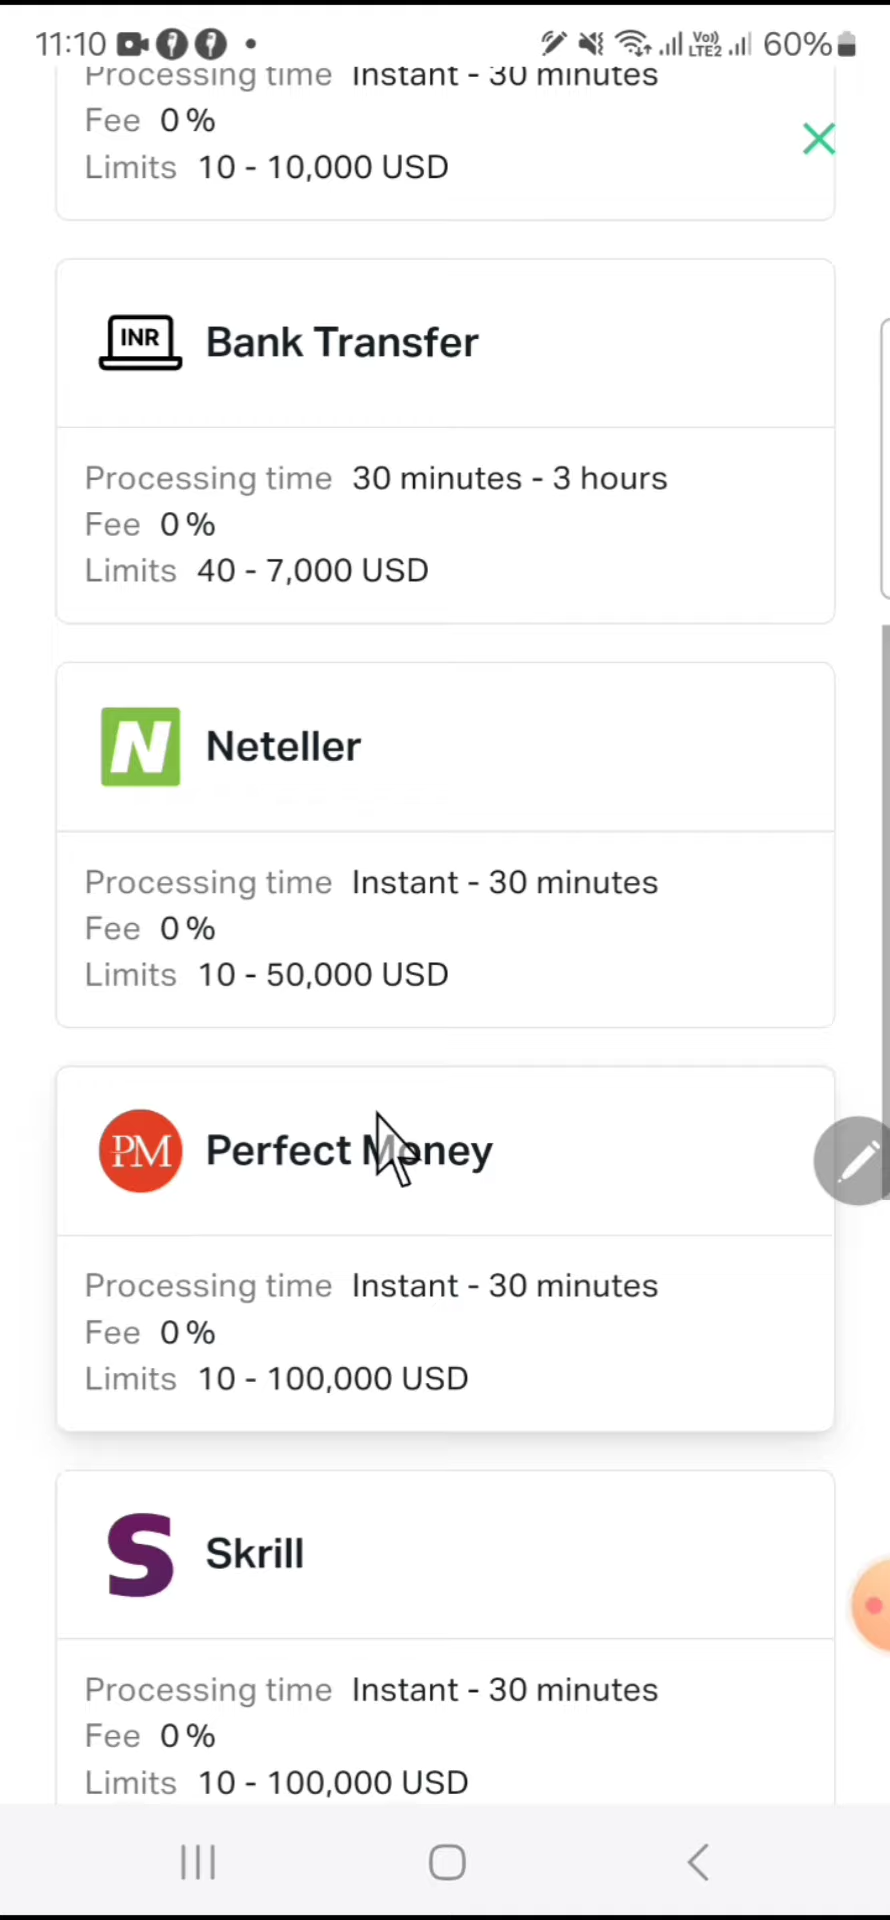 11:10 Vo)) LTE2 60%
Processing time Instant - 30 minutes
Fee 0%
Limits 10 - 10,000 USD
INR Bank Transfer
Processing time 30 minutes - 3 hours
Fee 0%
Limits 40 - 7,000 USD
N Neteller
Processing time Instant - 30 minutes
Fee 0%
Limits 10 - 50,000 USD
PM Perfect Money
Processing time Instant - 30 minutes
Fee 0%
Limits 10 - 100,000 USD
S Skrill
Processing time Instant - 30 minutes
Fee 0%
Limits 10 - 100,000 USD